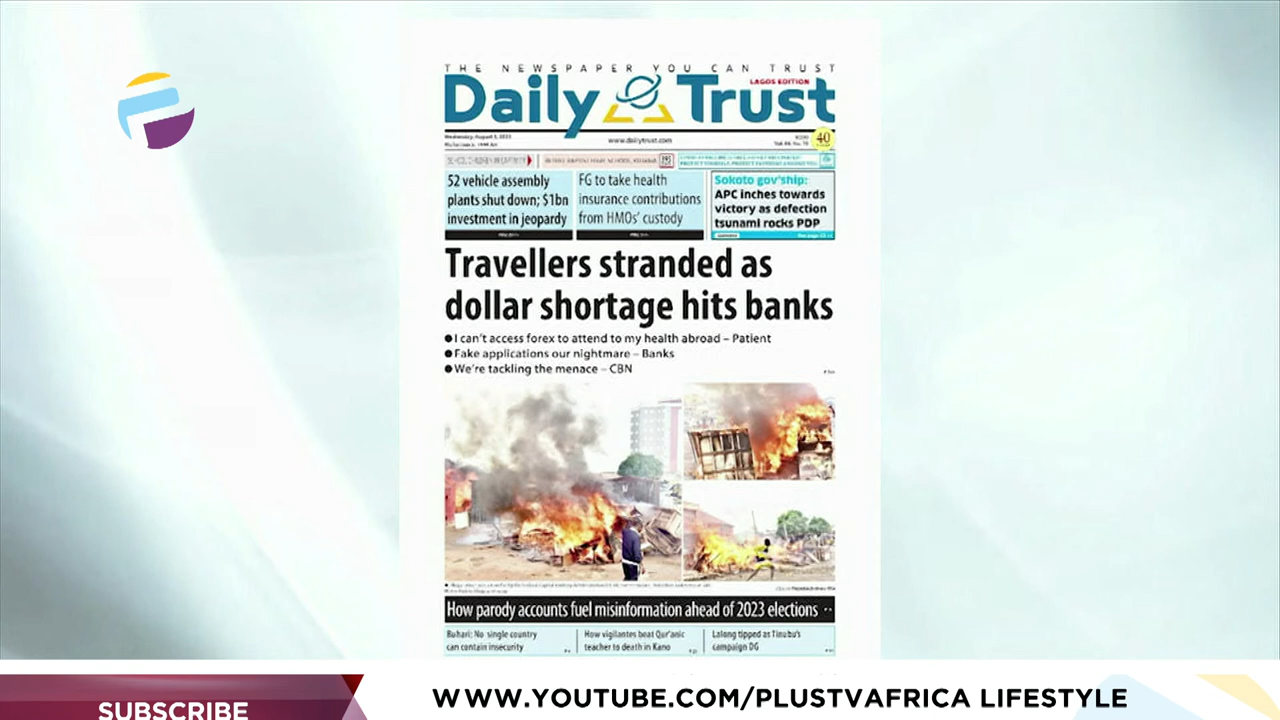 THE NEWSPAPER YOU CAN TRUST
Daily Trust
LAGOS EDITION
www.dailytrust.com
40
52 vehicle assembly
plants shut down; $1bn
investment in jeopardy
FG to take health
insurance contributions
from HMOs' custody
Sokoto gov'ship:
APC inches towards
victory as defection
tsunami rocks PDP
Travellers stranded as
dollar shortage hits banks
● I can't access forex to attend to my health abroad – Patient
● Fake applications our nightmare – Banks
● We're tackling the menace – CBN
How parody accounts fuel misinformation ahead of 2023 elections
Buhari: No single country
can contain insecurity
How vigilantes beat Qur'anic
teacher to death in Kano
Lalong tipped as Tinubu's
campaign DG
SUBSCRIBE
WWW.YOUTUBE.COM/PLUSTVAFRICA LIFESTYLE